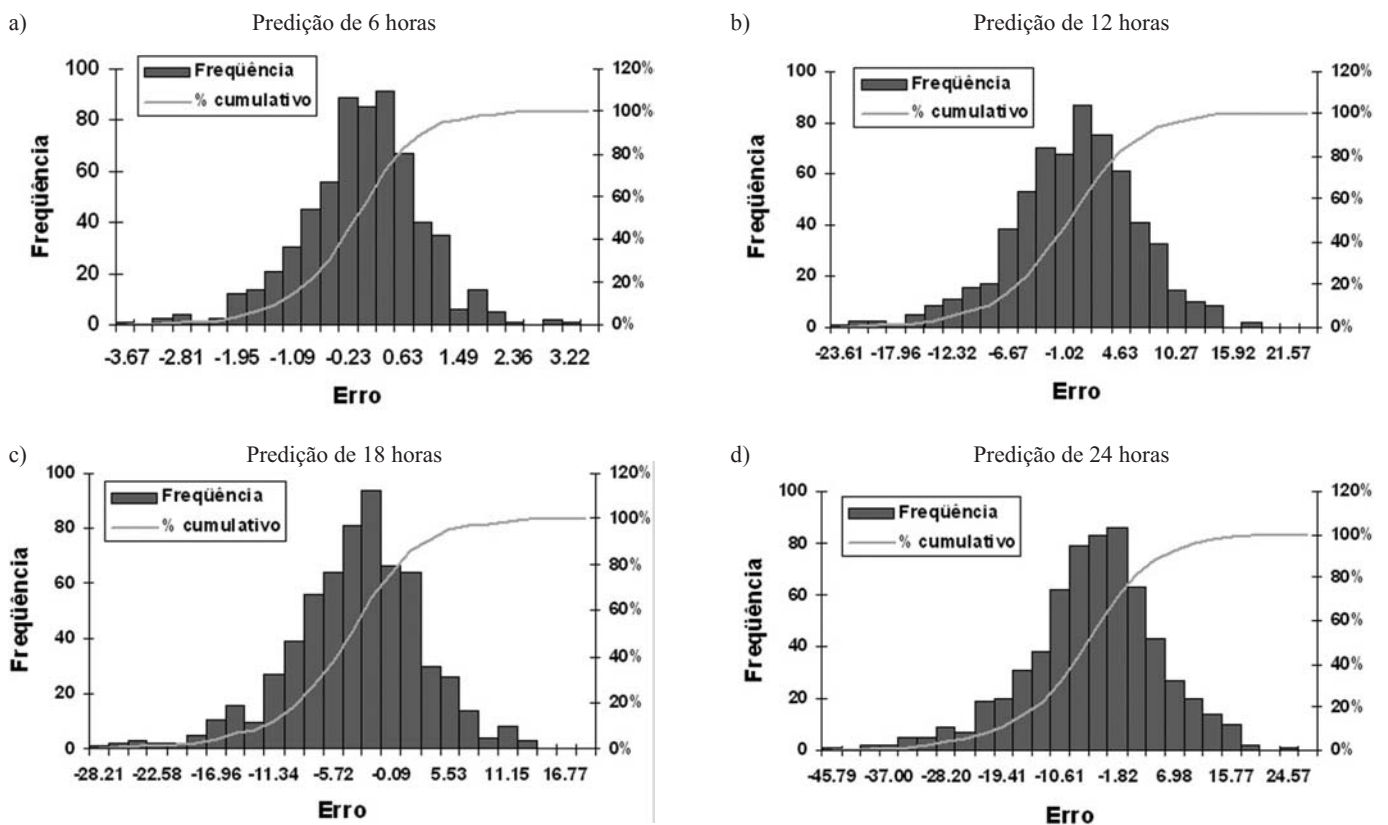 a) Predição de 6 horas
Freqüência
% cumulativo
Freqüência
100
80
60
40
20
0
120%
100%
80%
60%
40%
20%
0%
-3.67 -2.81 -1.95 -1.09 -0.23 0.63 1.49 2.36 3.22
Erro
b) Predição de 12 horas
Freqüência
% cumulativo
Freqüência
100
80
60
40
20
0
120%
100%
80%
60%
40%
20%
0%
-23.61 -17.96 -12.32 -6.67 -1.02 4.63 10.27 15.92 21.57
Erro
c) Predição de 18 horas
Freqüência
% cumulativo
Freqüência
100
80
60
40
20
0
120%
100%
80%
60%
40%
20%
0%
-28.21 -22.58 -16.96 -11.34 -5.72 -0.09 5.53 11.15 16.77
Erro
d) Predição de 24 horas
Freqüência
% cumulativo
Freqüência
100
80
60
40
20
0
120%
100%
80%
60%
40%
20%
0%
-45.79 -37.00 -28.20 -19.41 -10.61 -1.82 6.98 15.77 24.57
Erro